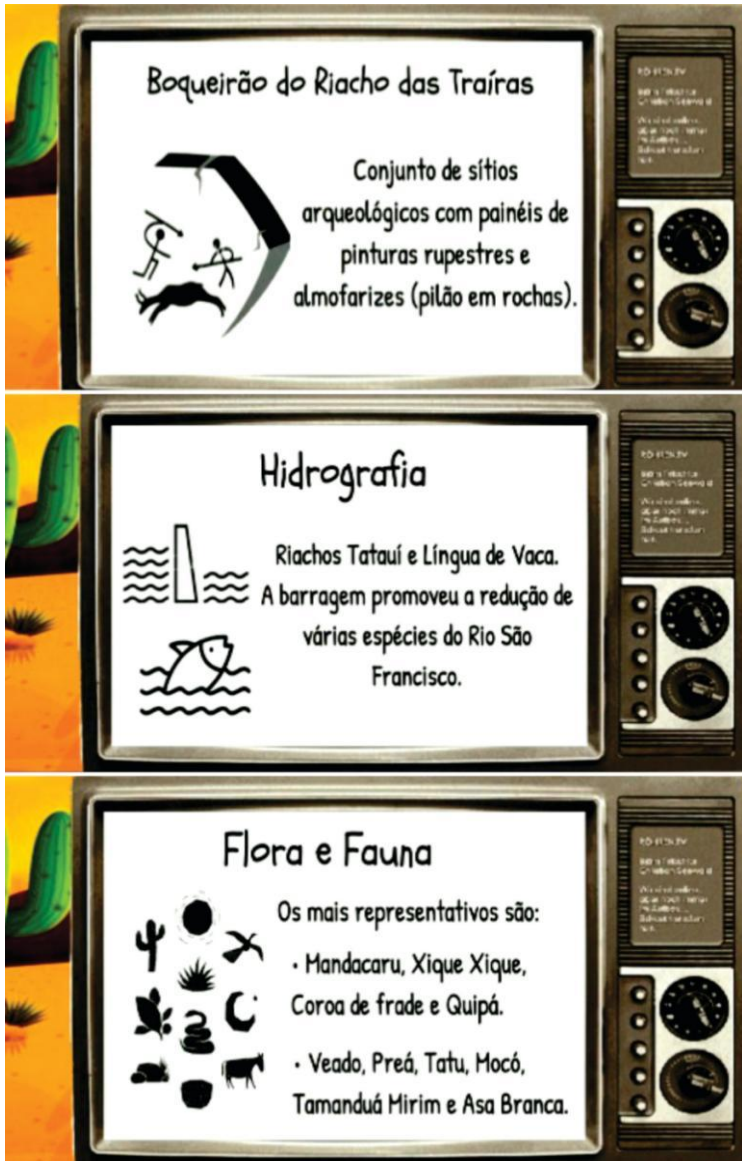 Boqueirão do Riacho das Traíras
Conjunto de sítios
arqueológicos com painéis de
pinturas rupestres e
almofarizes (pilão em rochas).
Hidrografia
Riachos Tatauí e Língua de Vaca.
A barragem promoveu a redução de
várias espécies do Rio São
Francisco.
Flora e Fauna
Os mais representativos são:
• Mandacaru, Xique Xique,
Coroa de frade e Quipá.
• Veado, Preá, Tatu, Mocó,
Tamanduá Mirim e Asa Branca.